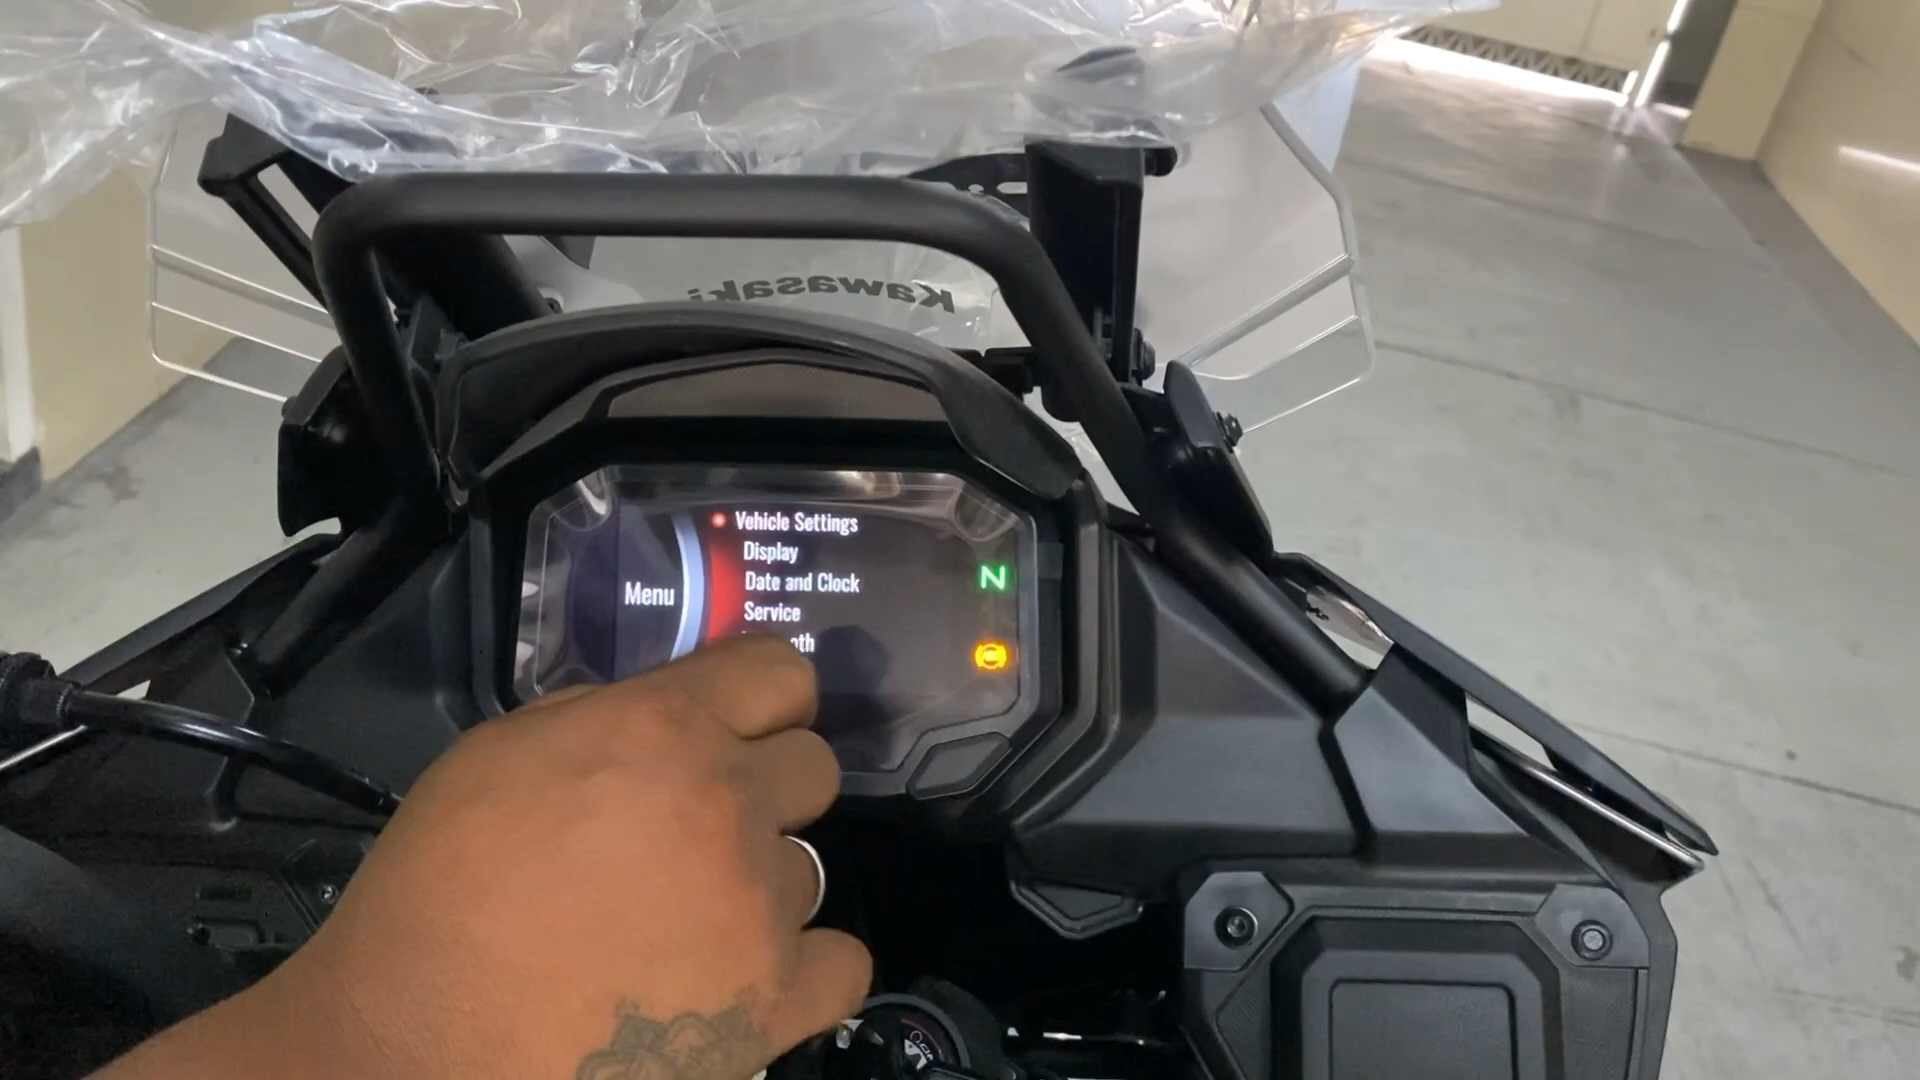 Kawasaki
Vehicle Settings
Display
Date and Clock
Menu
Service
N